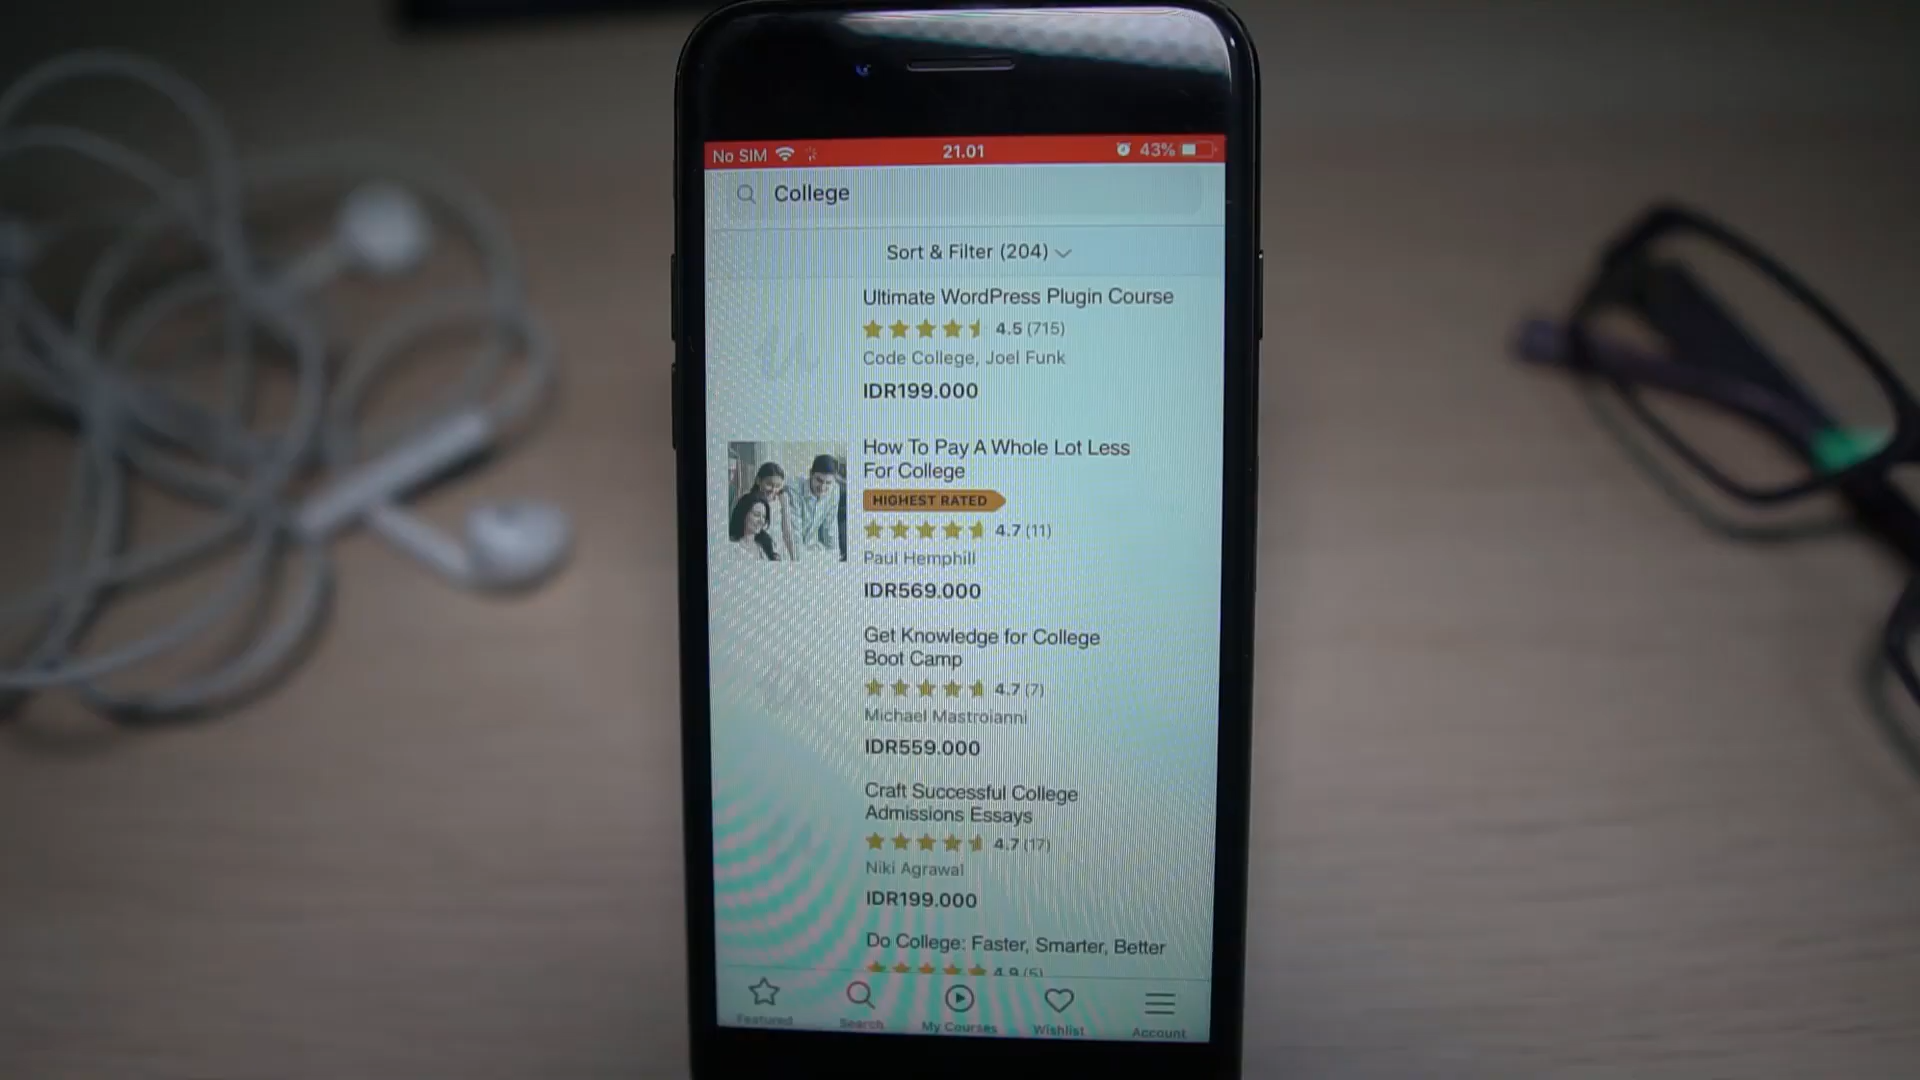 No SIM 21.01 43%
College
Sort & Filter (204)
Ultimate WordPress Plugin Course
4.5 (715)
Code College, Joel Funk
IDR199.000
How To Pay A Whole Lot Less
For College
HIGHEST RATED
4.7 (11)
Paul Hemphill
IDR569.000
Get Knowledge for College
Boot Camp
4.7 (7)
Michael Mastroianni
IDR559.000
Craft Successful College
Admissions Essays
4.7 (17)
Niki Agrawal
IDR199.000
Do College: Faster, Smarter, Better
4.9 (5)
Featured Search My Courses Wishlist Account